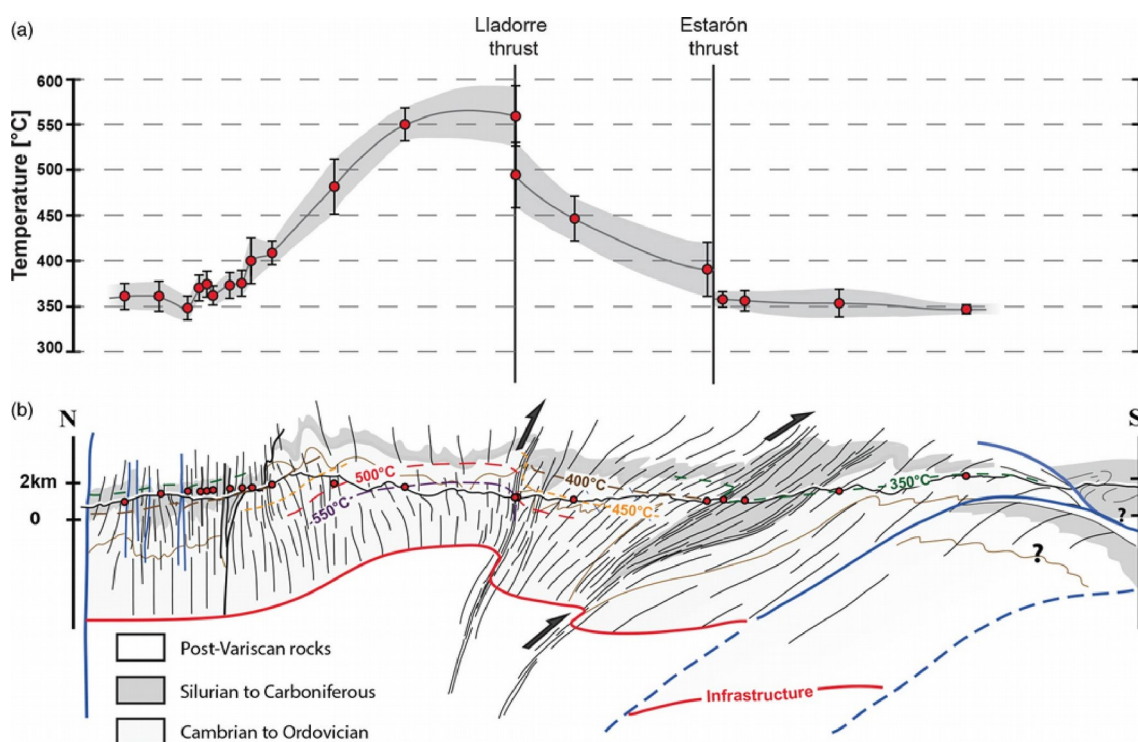 (a)
Lladorre
thrust
Estarón
thrust
Temperature [°C]
600
550
500
450
400
350
300
(b)
N
S
2km
0
500°C
550°C
400°C
450°C
350°C
?
?
Infrastructure
Post-Variscan rocks
Silurian to Carboniferous
Cambrian to Ordovician